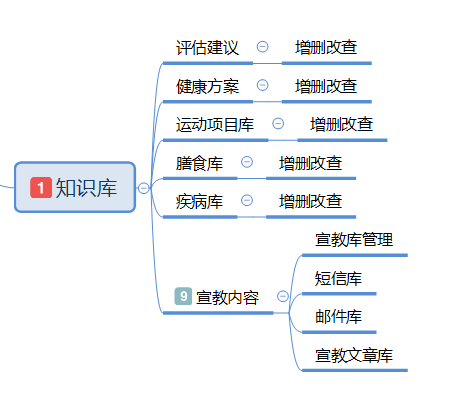 评估建议
增删改查
健康方案
增删改查
运动项目库
增删改查
1 知识库
膳食库
增删改查
疾病库
增删改查
9 宣教内容
宣教库管理
短信库
邮件库
宣教文章库